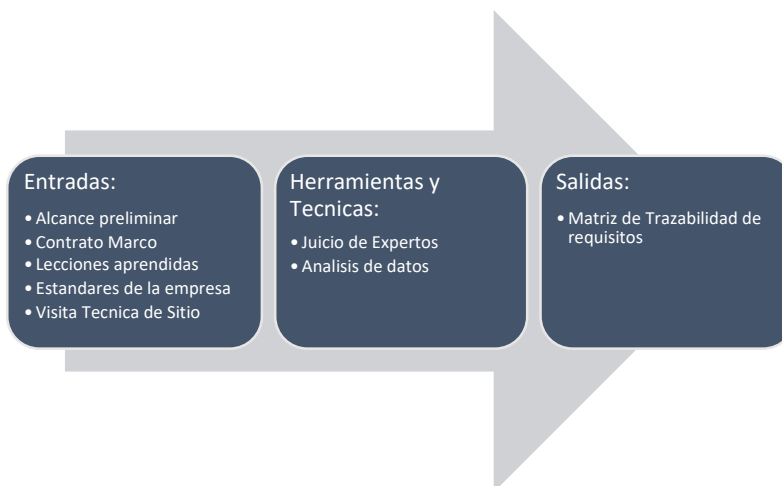 Entradas:
• Alcance preliminar
• Contrato Marco
• Lecciones aprendidas
• Estandares de la empresa
• Visita Tecnica de Sitio
Herramientas y
Tecnicas:
• Juicio de Expertos
• Analisis de datos
Salidas:
• Matriz de Trazabilidad de
requisitos